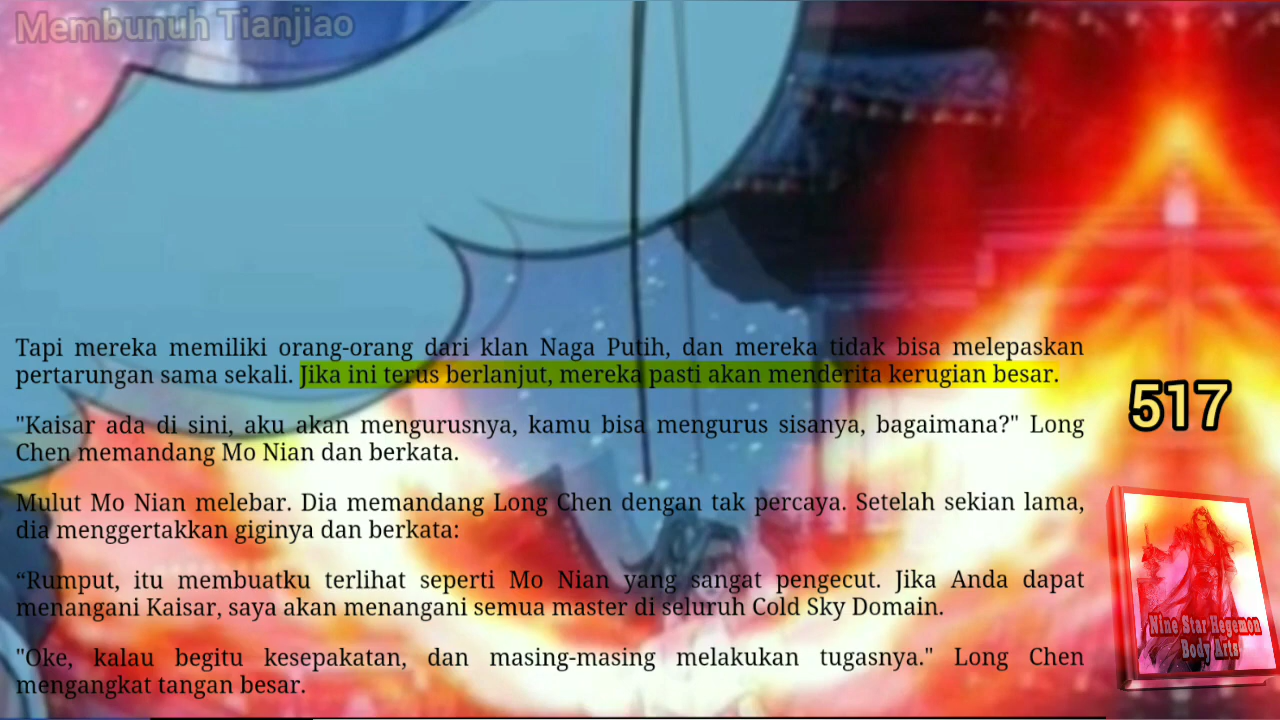 Membunuh Tianjiao
Tapi mereka memiliki orang-orang dari klan Naga Putih, dan mereka tidak bisa melepaskan
pertarungan sama sekali. Jika ini terus berlanjut, mereka pasti akan menderita kerugian besar.
"Kaisar ada di sini, aku akan mengurusnya, kamu bisa mengurus sisanya, bagaimana?" Long
Chen memandang Mo Nian dan berkata.
Mulut Mo Nian melebar. Dia memandang Long Chen dengan tak percaya. Setelah sekian lama,
dia menggertakkan giginya dan berkata:
“Rumput, itu membuatku terlihat seperti Mo Nian yang sangat pengecut. Jika Anda dapat
menangani Kaisar, saya akan menangani semua master di seluruh Cold Sky Domain.
"Oke, kalau begitu kesepakatan, dan masing-masing melakukan tugasnya." Long Chen
mengangkat tangan besar.
517
Nine Star Hegemon
Body Arts